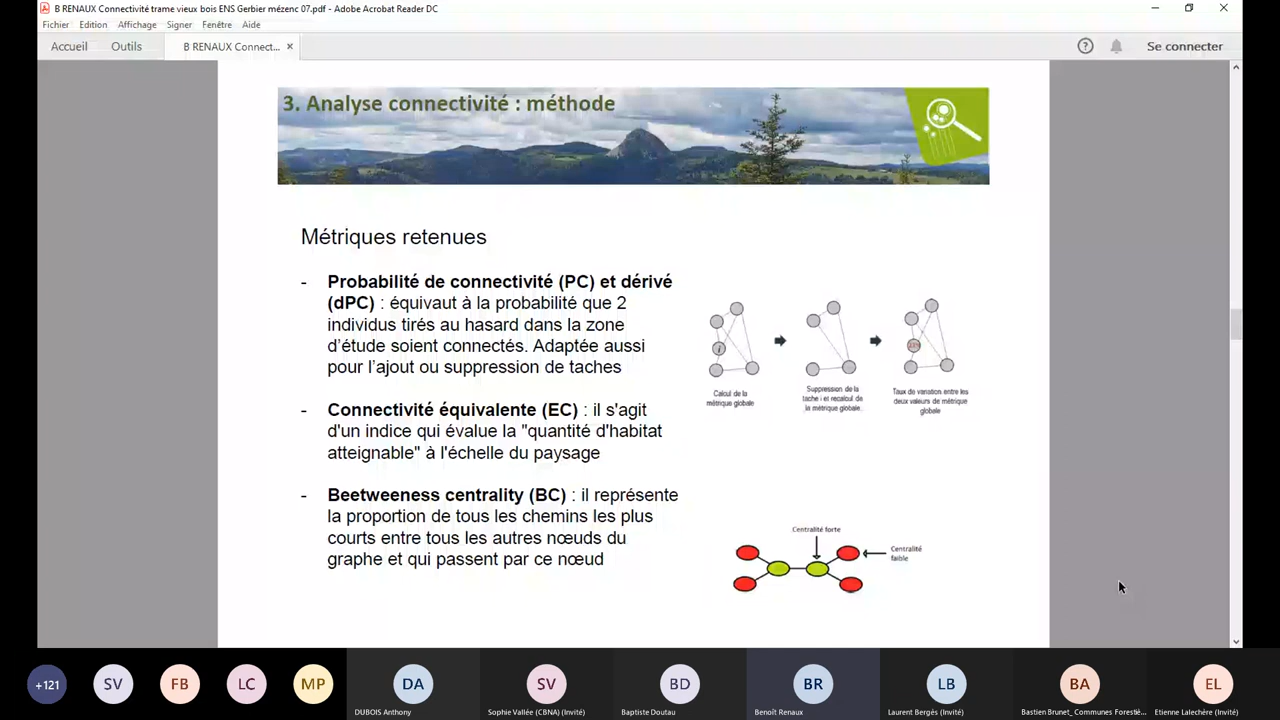 B RENAUX Connectivité trame vieux bois ENS Gerbier mézenc 07.pdf - Adobe Acrobat Reader DC
Fichier Edition Affichage Signer Fenêtre Aide
Accueil Outils B RENAUX Connect... × ? Se connecter
3. Analyse connectivité : méthode
Métriques retenues
- Probabilité de connectivité (PC) et dérivé
(dPC) : équivaut à la probabilité que 2
individus tirés au hasard dans la zone
d'étude soient connectés. Adaptée aussi
pour l'ajout ou suppression de taches
i
Calcul de la
métrique globale
Suppression de la
tache i et recalcul de
la métrique globale.
Taux de variation entre les
deux valeurs de métrique
globale
- Connectivité équivalente (EC) : il s'agit
d'un indice qui évalue la "quantité d'habitat
atteignable" à l'échelle du paysage
- Beetweeness centrality (BC) : il représente
la proportion de tous les chemins les plus
courts entre tous les autres nœuds du
graphe et qui passent par ce nœud
Centralité forte
Centralité
faible
+121 SV FB LC MP DA SV BD BR LB BA EL
DUBOIS Anthony Sophie Vallée (CBNA) (Invité) Baptiste Doutau Benoît Renaux Laurent Bergès (Invité) Bastien Brunet_ Communes Forestiè... Etienne Lalechère (Invité)